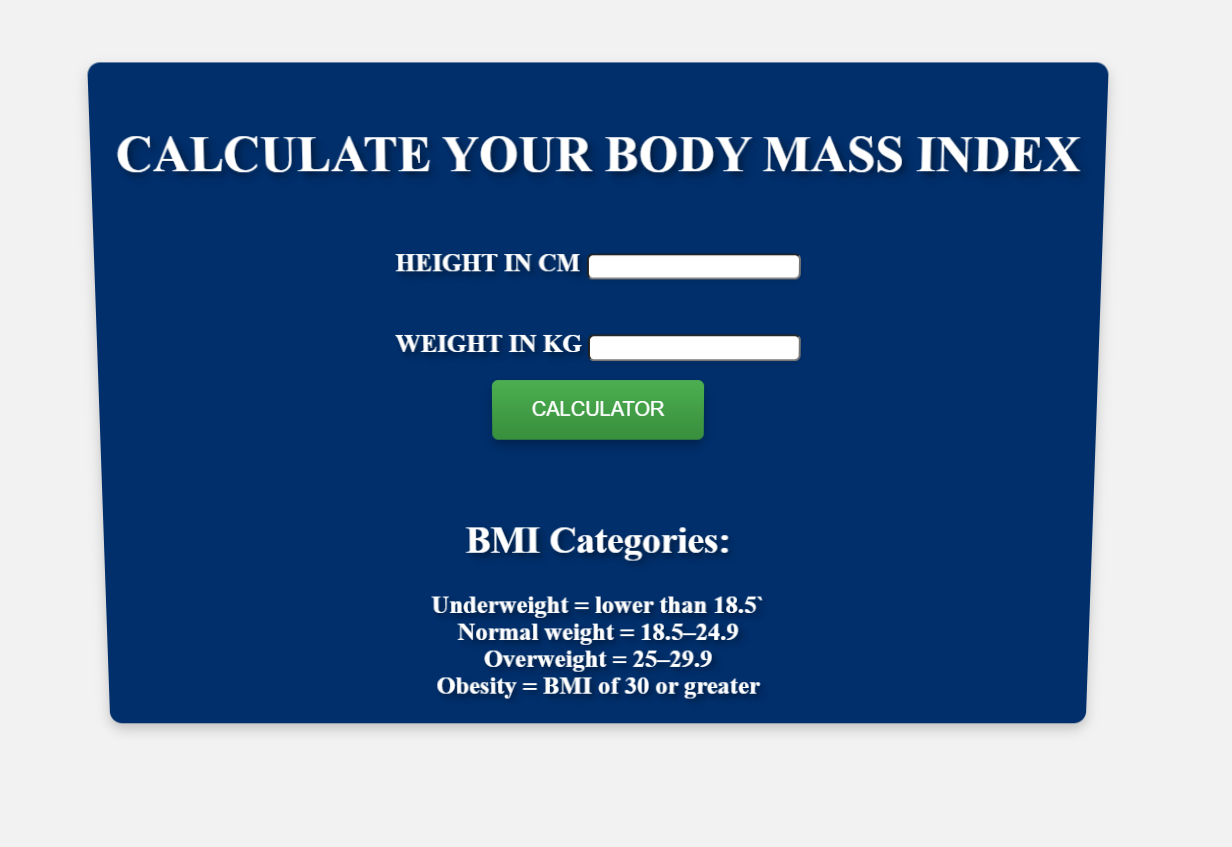 CALCULATE YOUR BODY MASS INDEX
HEIGHT IN CM
WEIGHT IN KG
CALCULATOR
BMI Categories:
Underweight = lower than 18.5`
Normal weight = 18.5–24.9
Overweight = 25–29.9
Obesity = BMI of 30 or greater